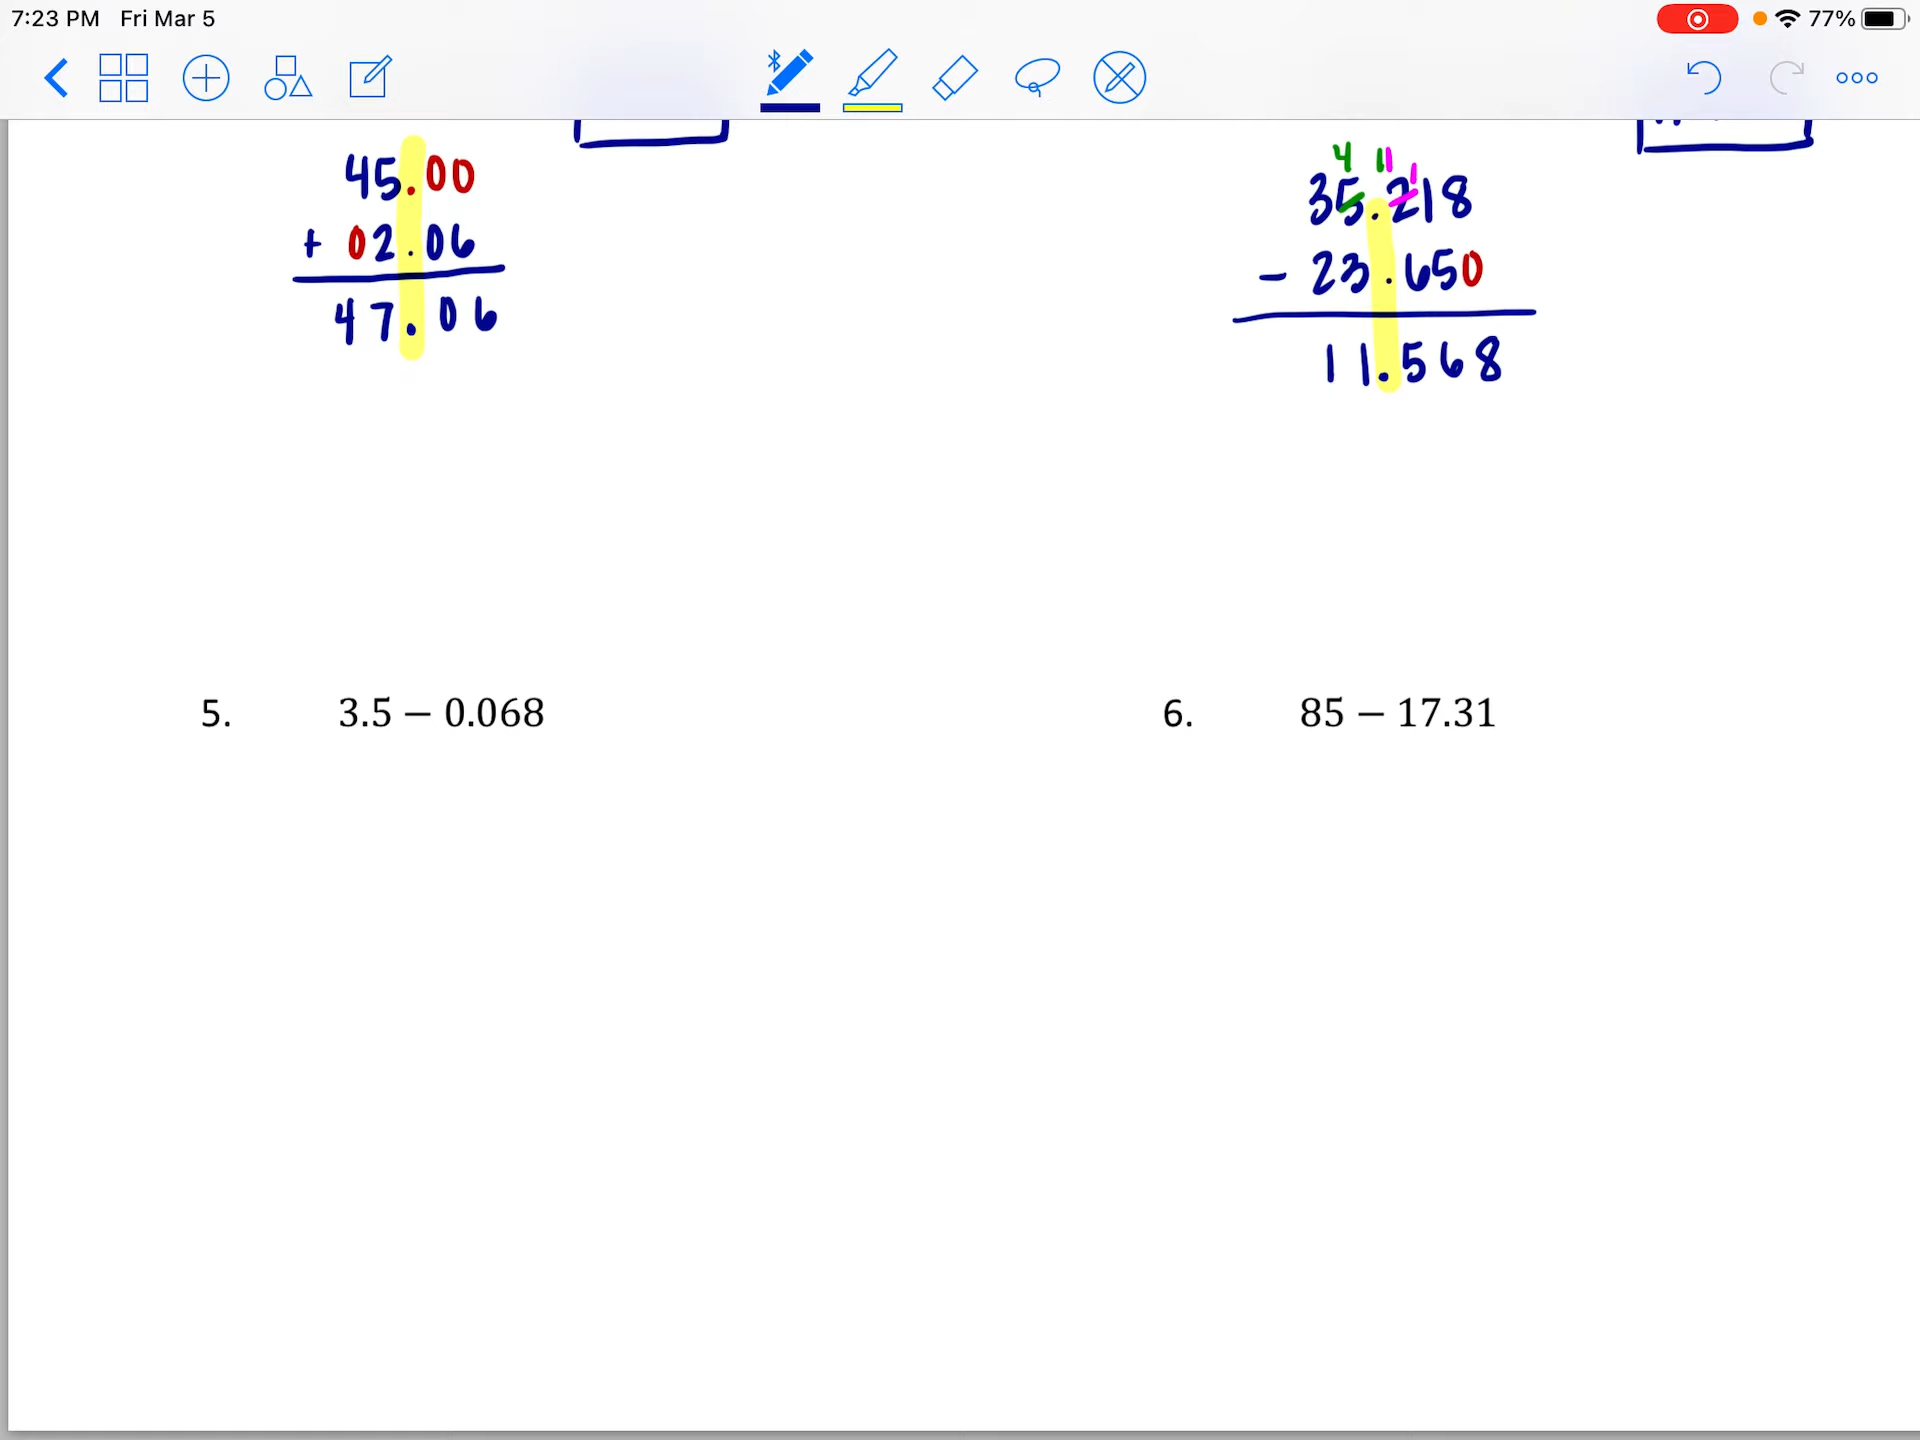 7:23 PM Fri Mar 5
77%
45.00
+ 02.06
47.06
4 11 1
35.218
- 23.650
11.568
5. 3.5 − 0.068
6. 85 − 17.31